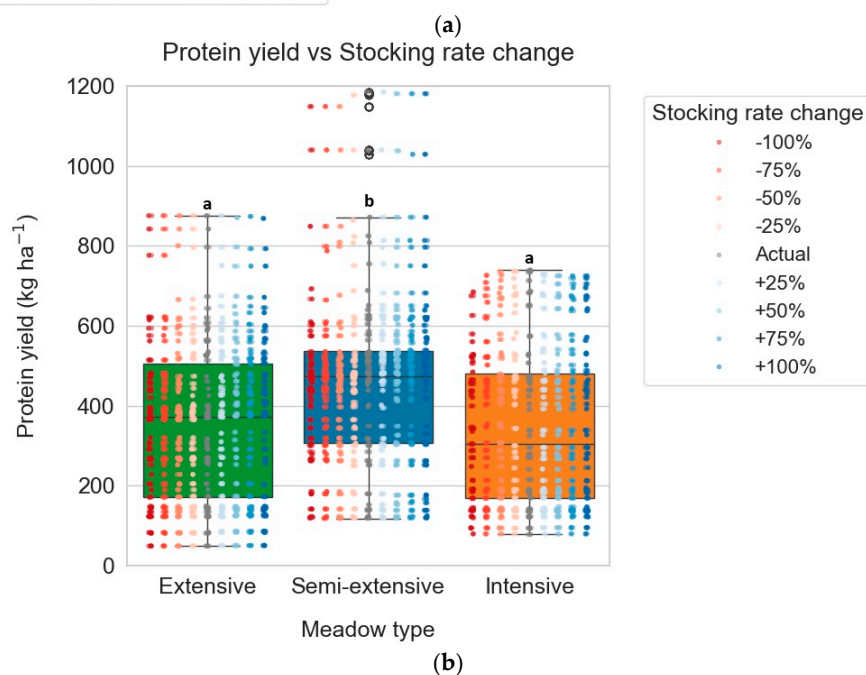 (a)
Protein yield vs Stocking rate change
1200
1000
800
600
400
200
0
Protein yield (kg ha⁻¹)
a
b
a
Extensive
Semi-extensive
Intensive
Meadow type
Stocking rate change
-100%
-75%
-50%
-25%
Actual
+25%
+50%
+75%
+100%
(b)